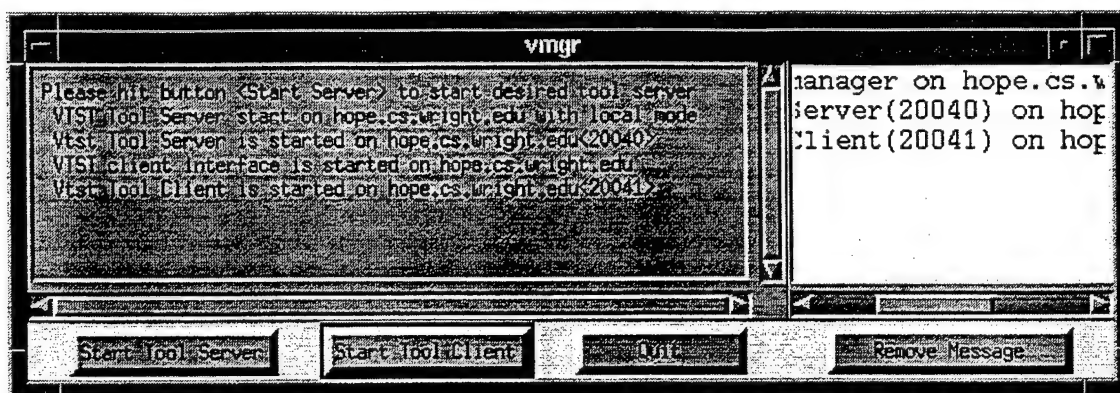 vmgr
Please hit button <Start Server> to start desired tool server
VTST Tool Server start on hope.cs.wright.edu with local mode
Vtst Tool Server is started on hope.cs.wright.edu<20040>.
VTST client interface is started on hope.cs.wright.edu
Vtst Tool Client is started on hope.cs.wright.edu<20041>.
anager on hope.cs.w
Server(20040) on hop
Client(20041) on hop
Start Tool Server
Start Tool Client
Quit
Remove Message